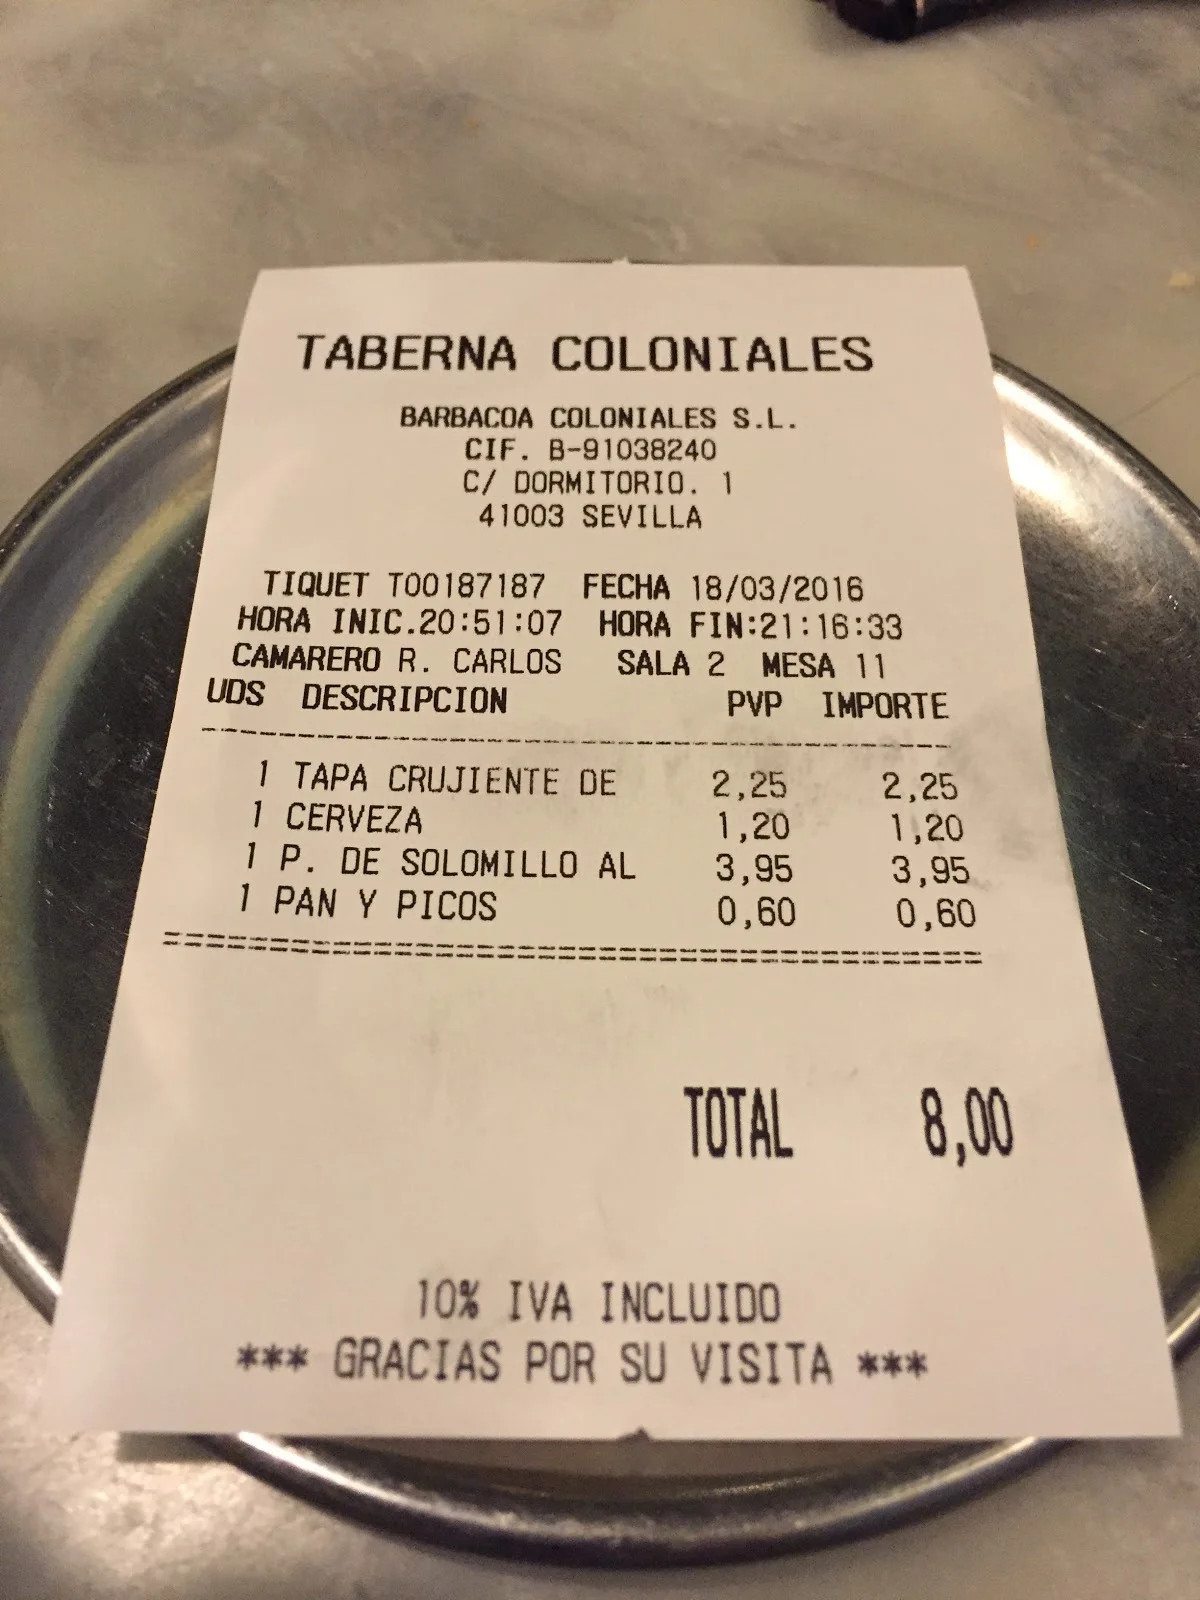 TABERNA COLONIALES
BARBACOA COLONIALES S.L.
CIF. B-91038240
C/ DORMITORIO. 1
41003 SEVILLA
TIQUET T00187187 FECHA 18/03/2016
HORA INIC.20:51:07 HORA FIN:21:16:33
CAMARERO R. CARLOS SALA 2 MESA 11
UDS DESCRIPCION PVP IMPORTE
1 TAPA CRUJIENTE DE 2,25 2,25
1 CERVEZA 1,20 1,20
1 P. DE SOLOMILLO AL 3,95 3,95
1 PAN Y PICOS 0,60 0,60
TOTAL 8,00
10% IVA INCLUIDO
*** GRACIAS POR SU VISITA ***